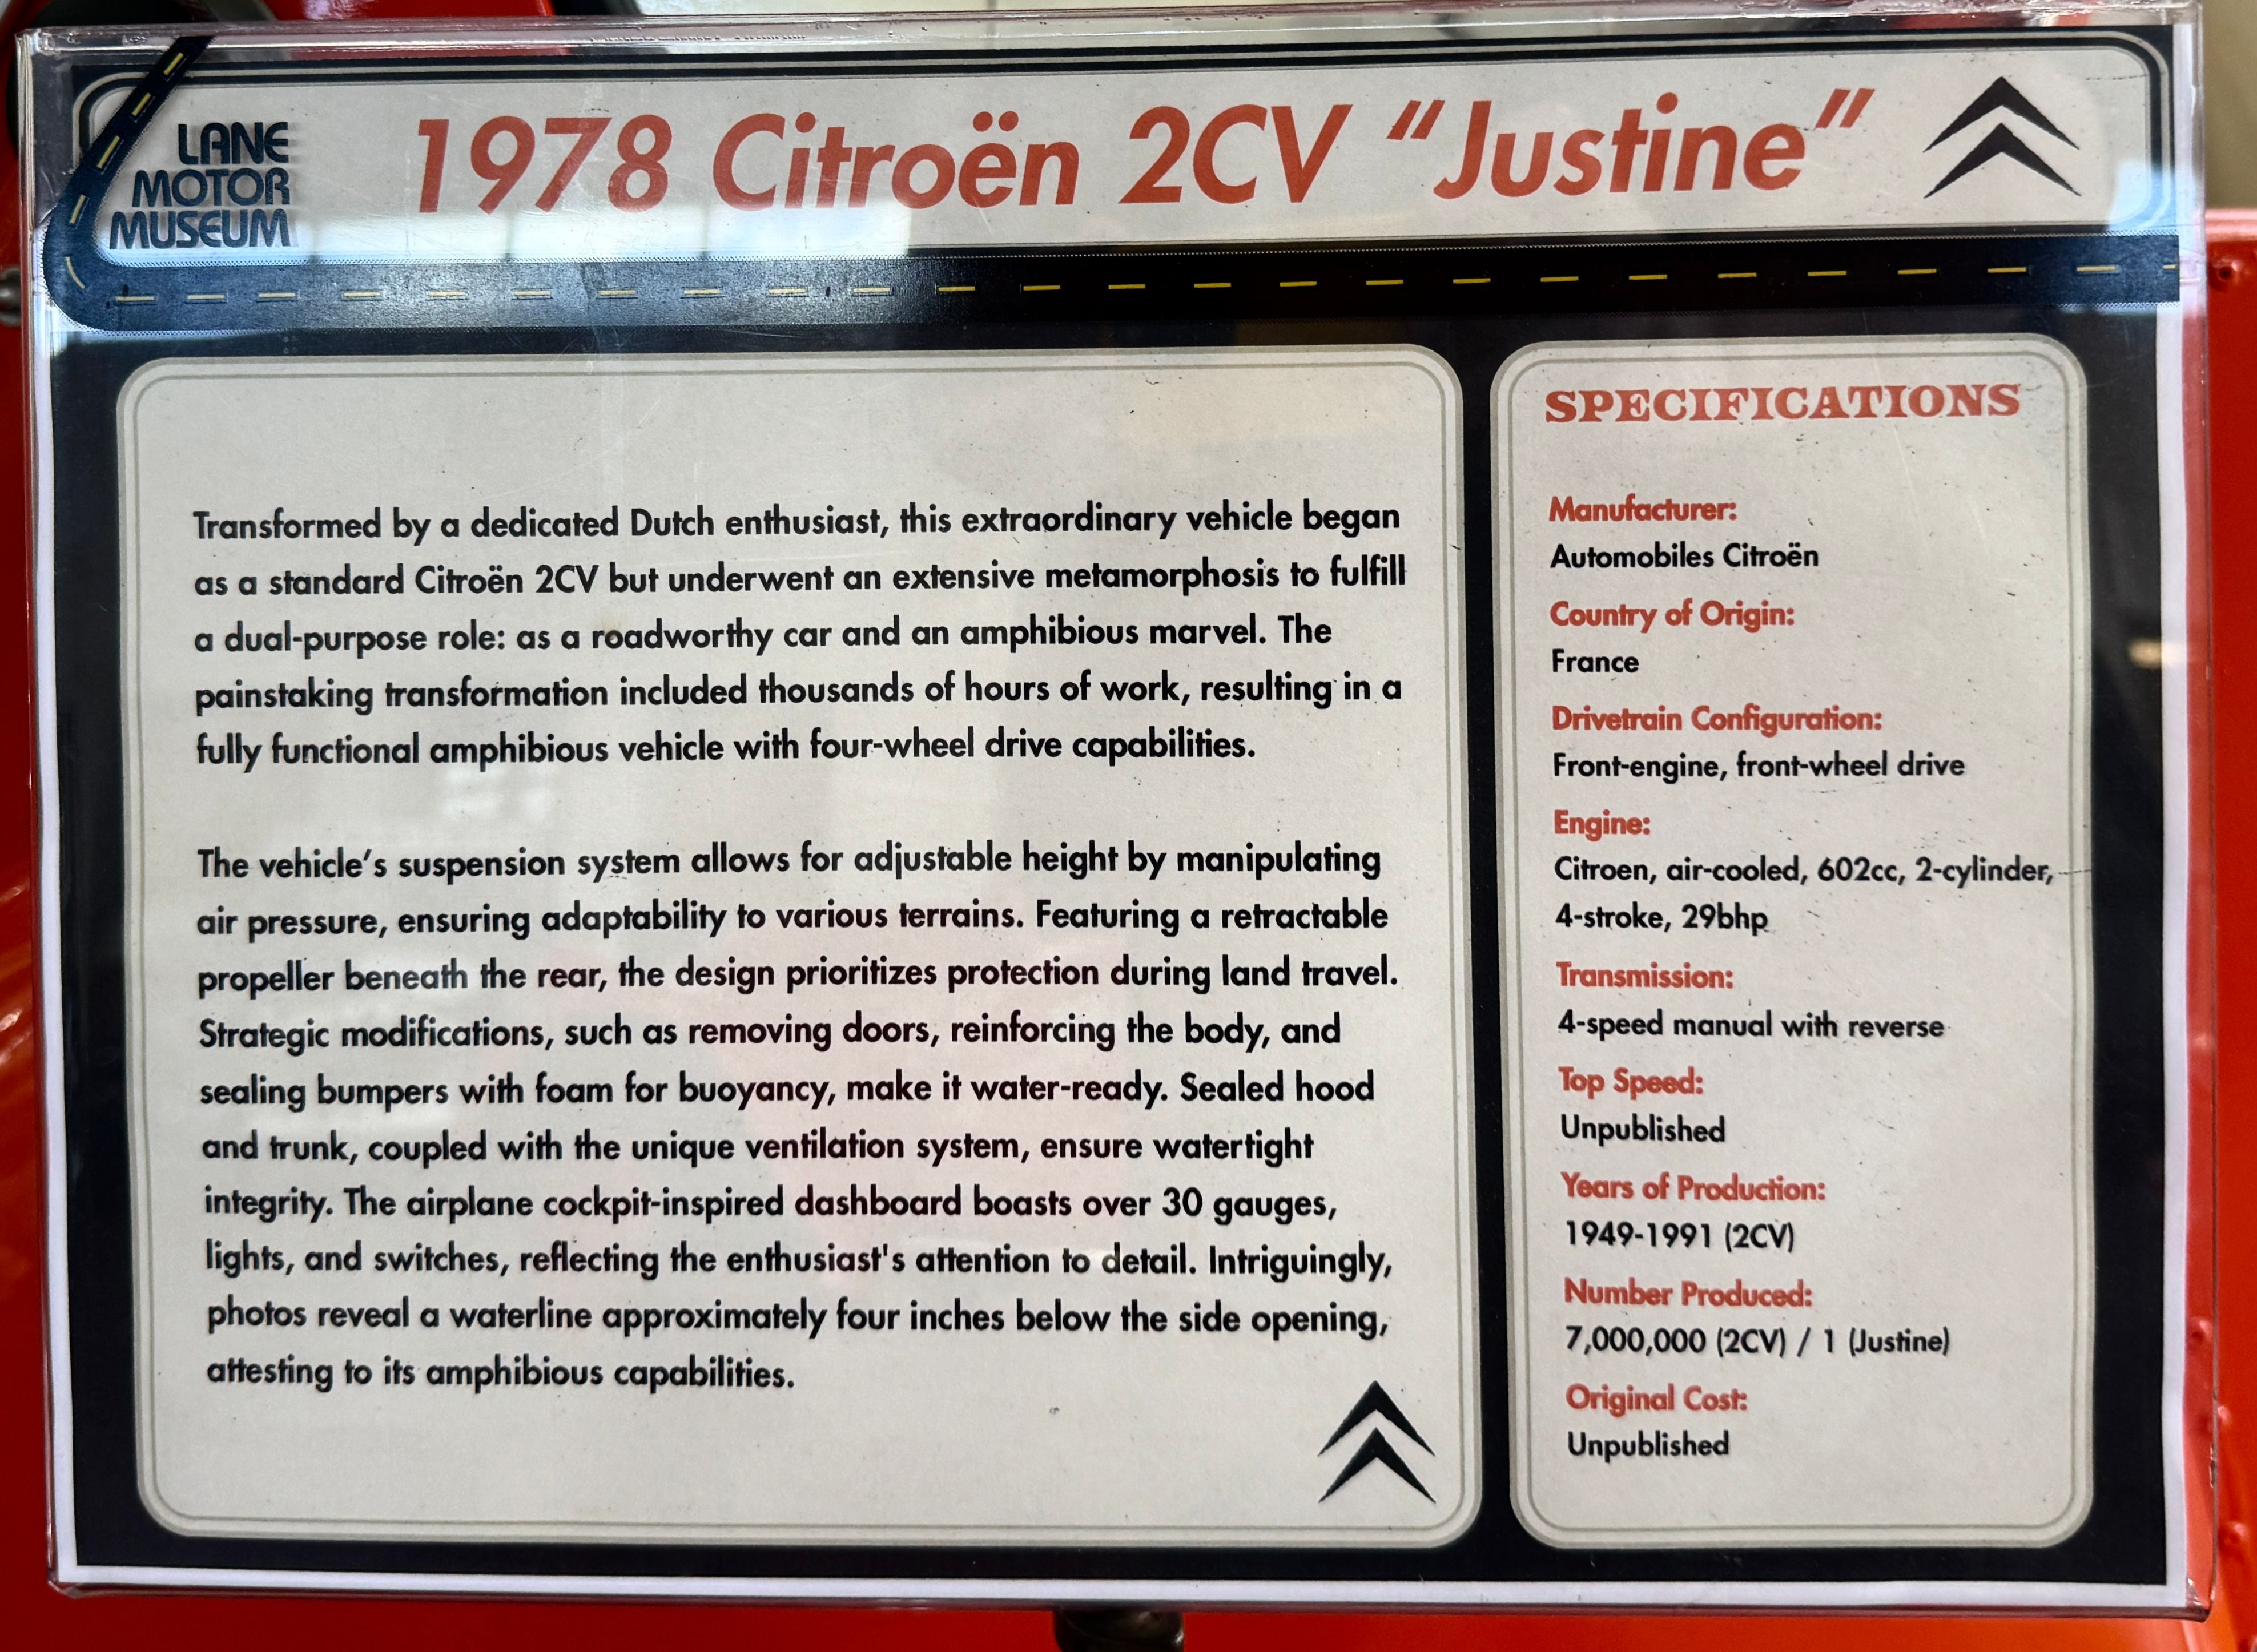 LANE
MOTOR
MUSEUM
1978 Citroën 2CV “Justine”
Transformed by a dedicated Dutch enthusiast, this extraordinary vehicle began
as a standard Citroën 2CV but underwent an extensive metamorphosis to fulfill
a dual-purpose role: as a roadworthy car and an amphibious marvel. The
painstaking transformation included thousands of hours of work, resulting in a
fully functional amphibious vehicle with four-wheel drive capabilities.
The vehicle’s suspension system allows for adjustable height by manipulating
air pressure, ensuring adaptability to various terrains. Featuring a retractable
propeller beneath the rear, the design prioritizes protection during land travel.
Strategic modifications, such as removing doors, reinforcing the body, and
sealing bumpers with foam for buoyancy, make it water-ready. Sealed hood
and trunk, coupled with the unique ventilation system, ensure watertight
integrity. The airplane cockpit-inspired dashboard boasts over 30 gauges,
lights, and switches, reflecting the enthusiast's attention to detail. Intriguingly,
photos reveal a waterline approximately four inches below the side opening,
attesting to its amphibious capabilities.
SPECIFICATIONS
Manufacturer:
Automobiles Citroën
Country of Origin:
France
Drivetrain Configuration:
Front-engine, front-wheel drive
Engine:
Citroen, air-cooled, 602cc, 2-cylinder,
4-stroke, 29bhp
Transmission:
4-speed manual with reverse
Top Speed:
Unpublished
Years of Production:
1949-1991 (2CV)
Number Produced:
7,000,000 (2CV) / 1 (Justine)
Original Cost:
Unpublished